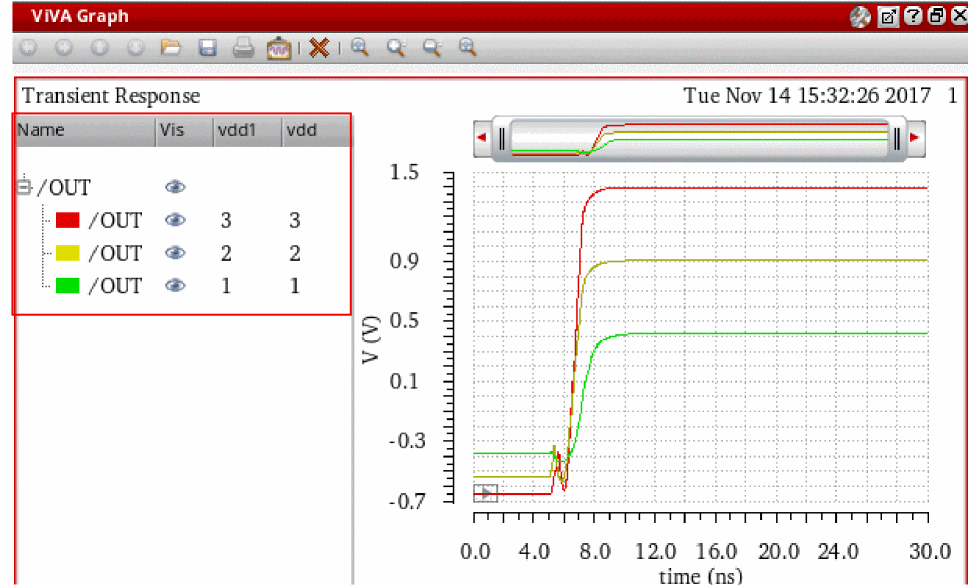 ViVA Graph
Transient Response
Tue Nov 14 15:32:26 2017 1
Name Vis vdd1 vdd
/OUT
/OUT 3 3
/OUT 2 2
/OUT 1 1
V (V)
1.5
0.9
0.5
0.1
-0.3
-0.7
0.0 4.0 8.0 12.0 16.0 20.0 24.0 30.0
time (ns)